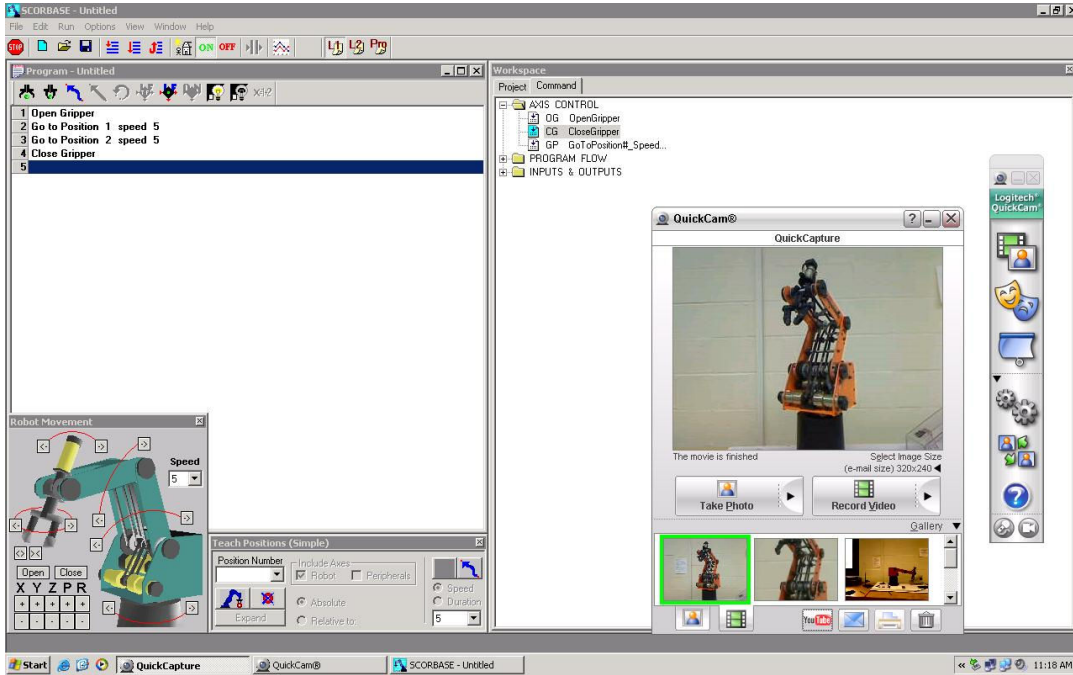 SCORBASE - Untitled
File Edit Run Options View Window Help
STOP ON OFF L1 L3 Prg
Program - Untitled
1 Open Gripper
2 Go to Position 1 speed 5
3 Go to Position 2 speed 5
4 Close Gripper
5
Workspace
Project Command
AXIS CONTROL
OG OpenGripper
CG CloseGripper
GP GoToPosition#_Speed...
PROGRAM FLOW
INPUTS & OUTPUTS
Logitech®
QuickCam®
QuickCam®
QuickCapture
The movie is finished
Select Image Size
(e-mail size) 320x240
Take Photo
Record Video
Gallery
YouTube
Robot Movement
Speed
5
Open Close
X Y Z P R
+ + + + +
- - - - -
Teach Positions (Simple)
Position Number
Include Axes
Robot Peripherals
Absolute
Relative to:
Expand
Speed
Duration
5
Start QuickCapture QuickCam® SCORBASE - Untitled 11:18 AM